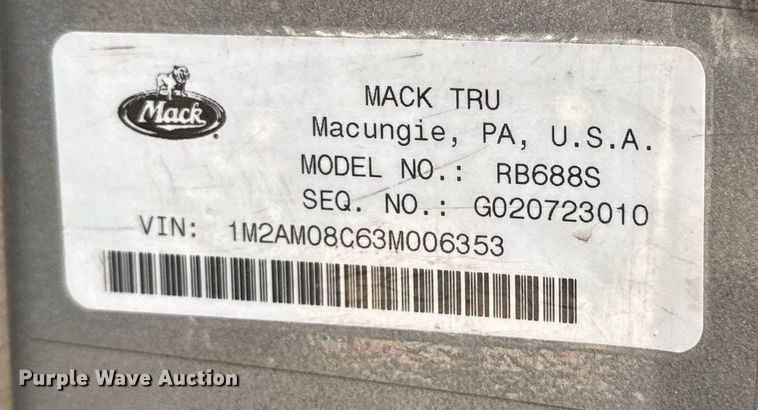 Mack
MACK TRU
Macungie, PA, U.S.A.
MODEL NO.: RB688S
SEQ. NO.: G020723010
VIN: 1M2AM08C63M006353
Purple Wave Auction